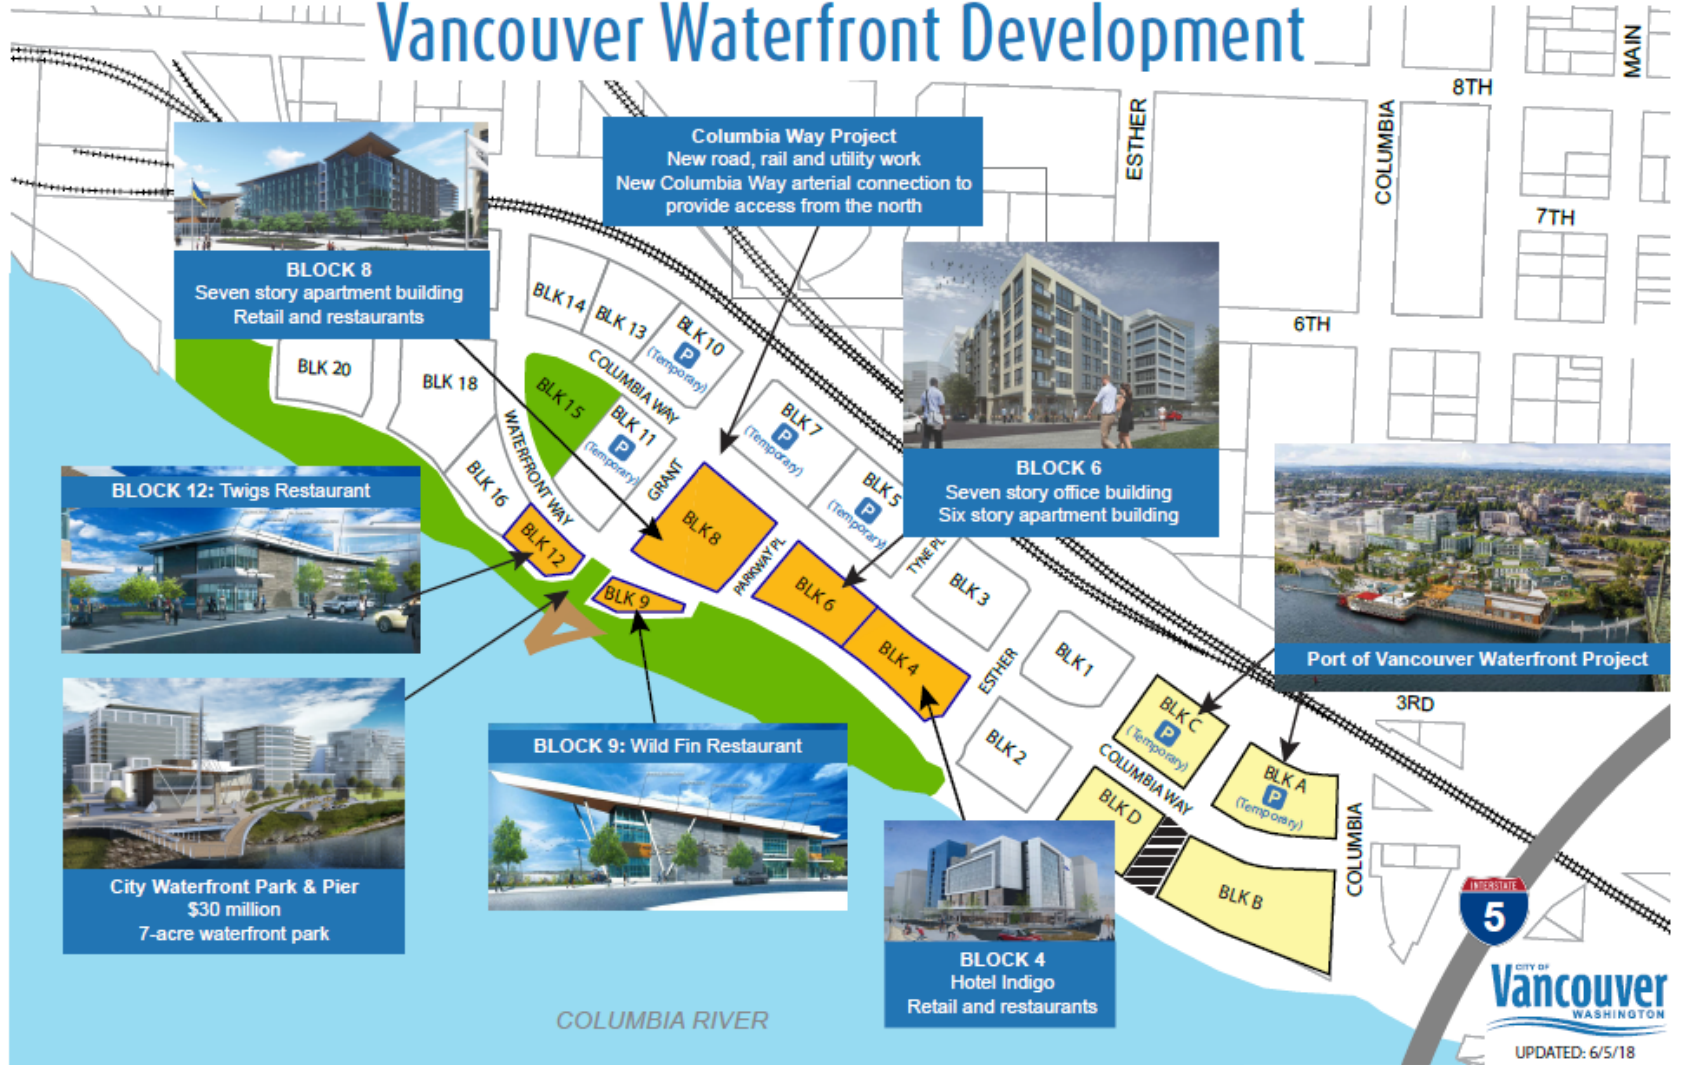 Vancouver Waterfront Development
MAIN
8TH
ESTHER
COLUMBIA
7TH
6TH
Columbia Way Project
New road, rail and utility work
New Columbia Way arterial connection to
provide access from the north
BLOCK 8
Seven story apartment building
Retail and restaurants
BLK 14
BLK 13
BLK 10
P
(Temporary)
COLUMBIA WAY
BLK 20
BLK 18
BLK 15
BLK 11
P
(Temporary)
BLK 7
P
(Temporary)
BLK 5
P
(Temporary)
WATERFRONT WAY
GRANT
BLK 16
BLOCK 6
Seven story office building
Six story apartment building
BLOCK 12: Twigs Restaurant
BLK 12
BLK 8
PARKWAY PL
TYNE PL
BLK 9
BLK 6
BLK 3
BLK 4
ESTHER
BLK 1
BLK 2
Port of Vancouver Waterfront Project
3RD
BLK C
P
(Temporary)
COLUMBIA WAY
BLK A
P
(Temporary)
BLK D
BLK B
COLUMBIA
BLOCK 9: Wild Fin Restaurant
City Waterfront Park & Pier
$30 million
7-acre waterfront park
BLOCK 4
Hotel Indigo
Retail and restaurants
COLUMBIA RIVER
INTERSTATE
5
CITY OF
Vancouver
WASHINGTON
UPDATED: 6/5/18